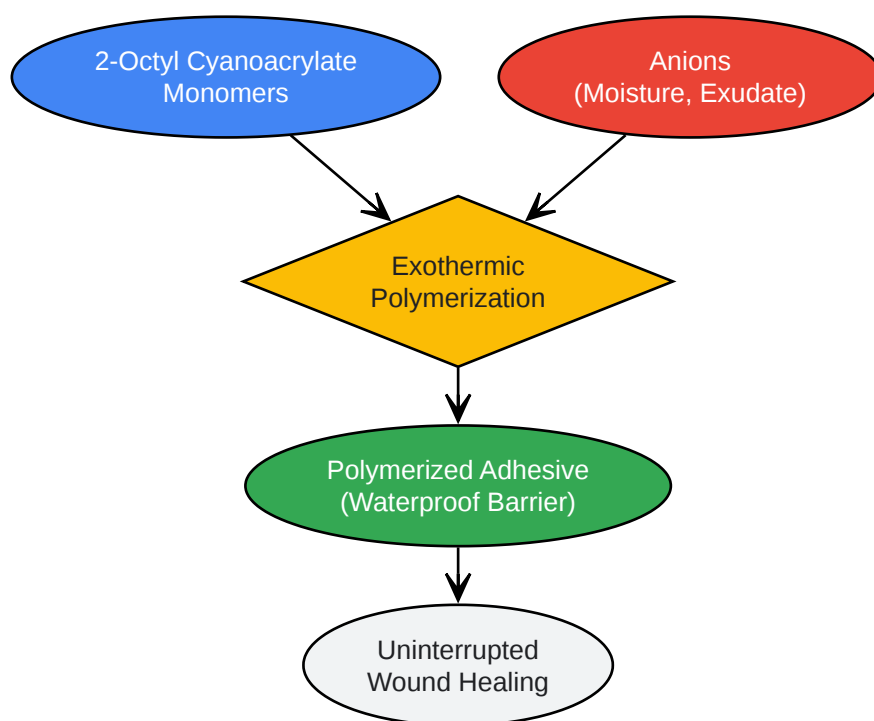 2-Octyl Cyanoacrylate
Monomers
Anions
(Moisture, Exudate)
Exothermic
Polymerization
Polymerized Adhesive
(Waterproof Barrier)
Uninterrupted
Wound Healing